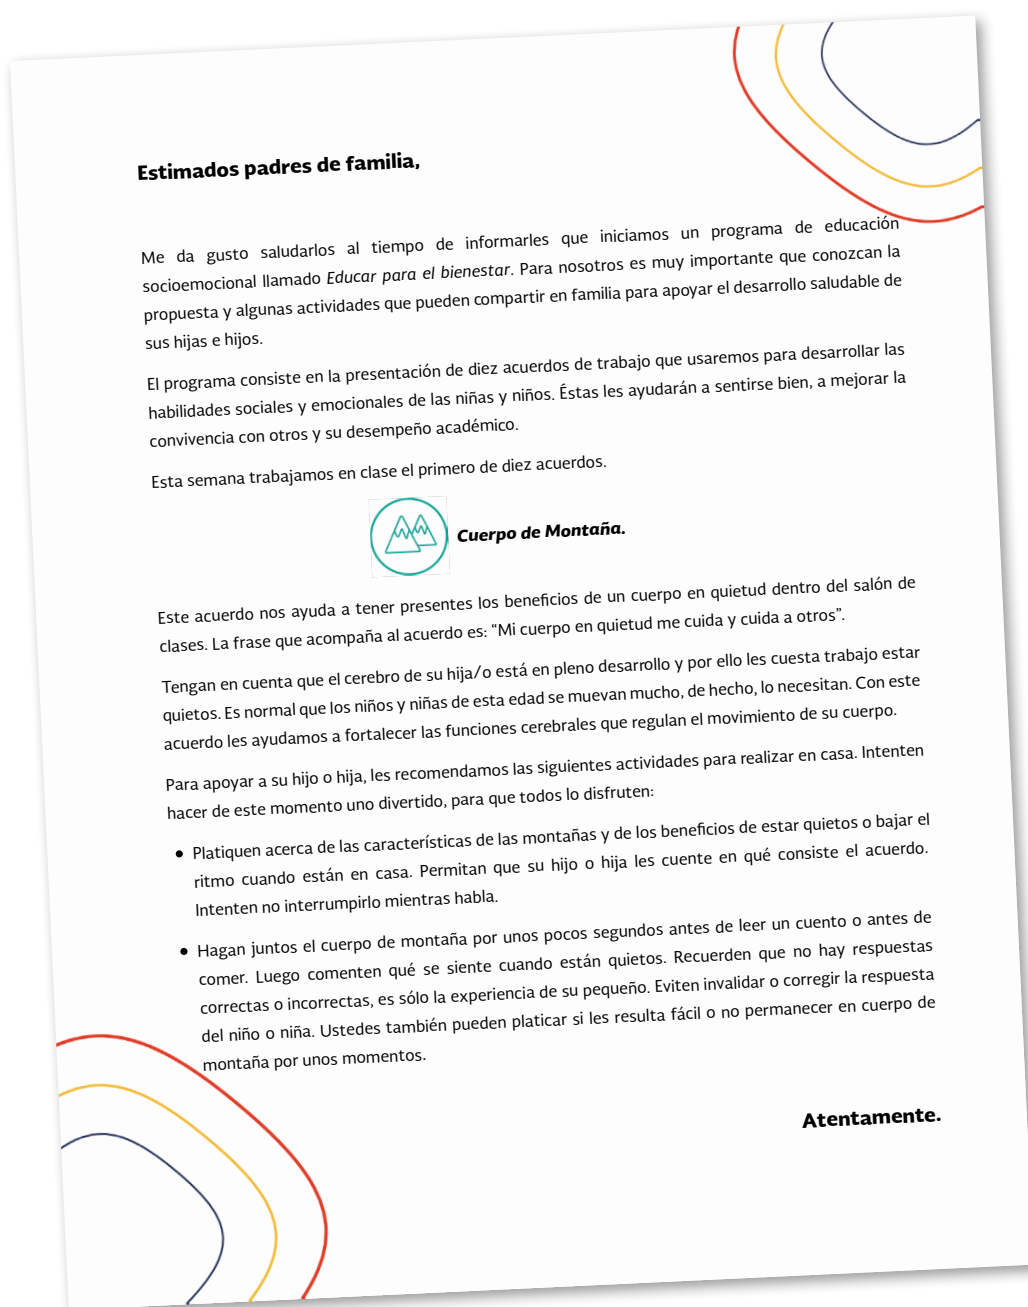 Estimados padres de familia,
Me da gusto saludarlos al tiempo de informarles que iniciamos un programa de educación
socioemocional llamado Educar para el bienestar. Para nosotros es muy importante que conozcan la
propuesta y algunas actividades que pueden compartir en familia para apoyar el desarrollo saludable de
sus hijas e hijos.
El programa consiste en la presentación de diez acuerdos de trabajo que usaremos para desarrollar las
habilidades sociales y emocionales de las niñas y niños. Éstas les ayudarán a sentirse bien, a mejorar la
convivencia con otros y su desempeño académico.
Esta semana trabajamos en clase el primero de diez acuerdos.
Cuerpo de Montaña.
Este acuerdo nos ayuda a tener presentes los beneficios de un cuerpo en quietud dentro del salón de
clases. La frase que acompaña al acuerdo es: “Mi cuerpo en quietud me cuida y cuida a otros”.
Tengan en cuenta que el cerebro de su hija/o está en pleno desarrollo y por ello les cuesta trabajo estar
quietos. Es normal que los niños y niñas de esta edad se muevan mucho, de hecho, lo necesitan. Con este
acuerdo les ayudamos a fortalecer las funciones cerebrales que regulan el movimiento de su cuerpo.
Para apoyar a su hijo o hija, les recomendamos las siguientes actividades para realizar en casa. Intenten
hacer de este momento uno divertido, para que todos lo disfruten:
• Platiquen acerca de las características de las montañas y de los beneficios de estar quietos o bajar el
ritmo cuando están en casa. Permitan que su hijo o hija les cuente en qué consiste el acuerdo.
Intenten no interrumpirlo mientras habla.
• Hagan juntos el cuerpo de montaña por unos pocos segundos antes de leer un cuento o antes de
comer. Luego comenten qué se siente cuando están quietos. Recuerden que no hay respuestas
correctas o incorrectas, es sólo la experiencia de su pequeño. Eviten invalidar o corregir la respuesta
del niño o niña. Ustedes también pueden platicar si les resulta fácil o no permanecer en cuerpo de
montaña por unos momentos.
Atentamente.